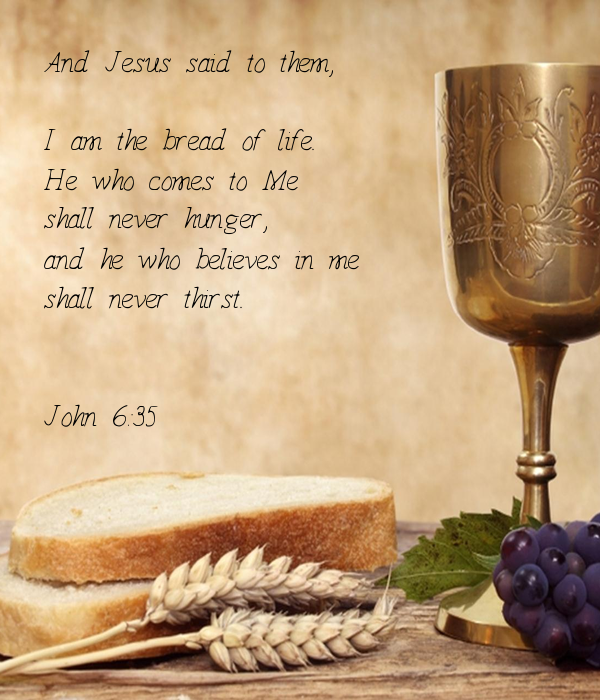 And Jesus said to them,
I am the bread of life.
He who comes to Me
shall never hunger,
and he who believes in me
shall never thirst.
John 6:35